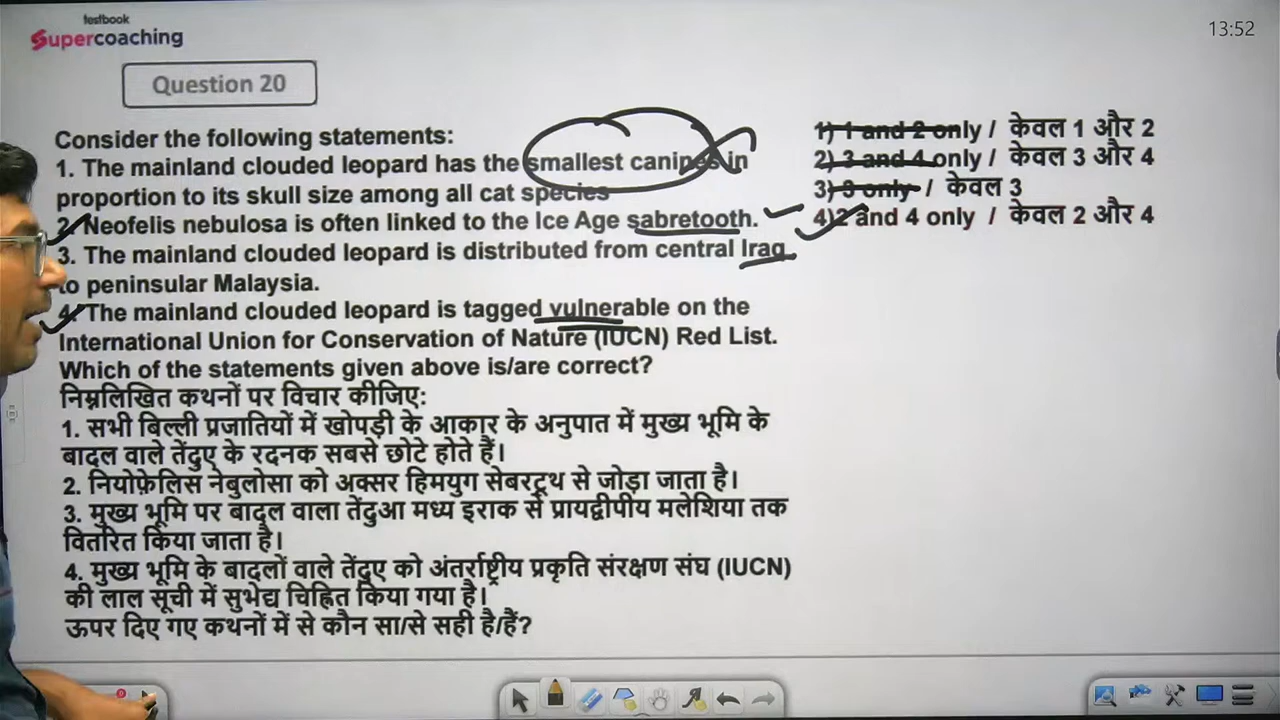 testbook
Supercoaching
13:52
Question 20
Consider the following statements:
1. The mainland clouded leopard has the smallest canines in
proportion to its skull size among all cat species
2. Neofelis nebulosa is often linked to the Ice Age sabretooth.
3. The mainland clouded leopard is distributed from central Iraq
to peninsular Malaysia.
4. The mainland clouded leopard is tagged vulnerable on the
International Union for Conservation of Nature (IUCN) Red List.
Which of the statements given above is/are correct?
निम्नलिखित कथनों पर विचार कीजिए:
1. सभी बिल्ली प्रजातियों में खोपड़ी के आकार के अनुपात में मुख्य भूमि के
बादल वाले तेंदुए के रदनक सबसे छोटे होते हैं।
2. नियोफ़ेलिस नेबुलोसा को अक्सर हिमयुग सेबरटूथ से जोड़ा जाता है।
3. मुख्य भूमि पर बादल वाला तेंदुआ मध्य इराक से प्रायद्वीपीय मलेशिया तक
वितरित किया जाता है।
4. मुख्य भूमि के बादलों वाले तेंदुए को अंतर्राष्ट्रीय प्रकृति संरक्षण संघ (IUCN)
की लाल सूची में सुभेद्य चिह्नित किया गया है।
ऊपर दिए गए कथनों में से कौन सा/से सही है/हैं?
1) 1 and 2 only / केवल 1 और 2
2) 3 and 4 only / केवल 3 और 4
3) 3 only / केवल 3
4)2 and 4 only / केवल 2 और 4